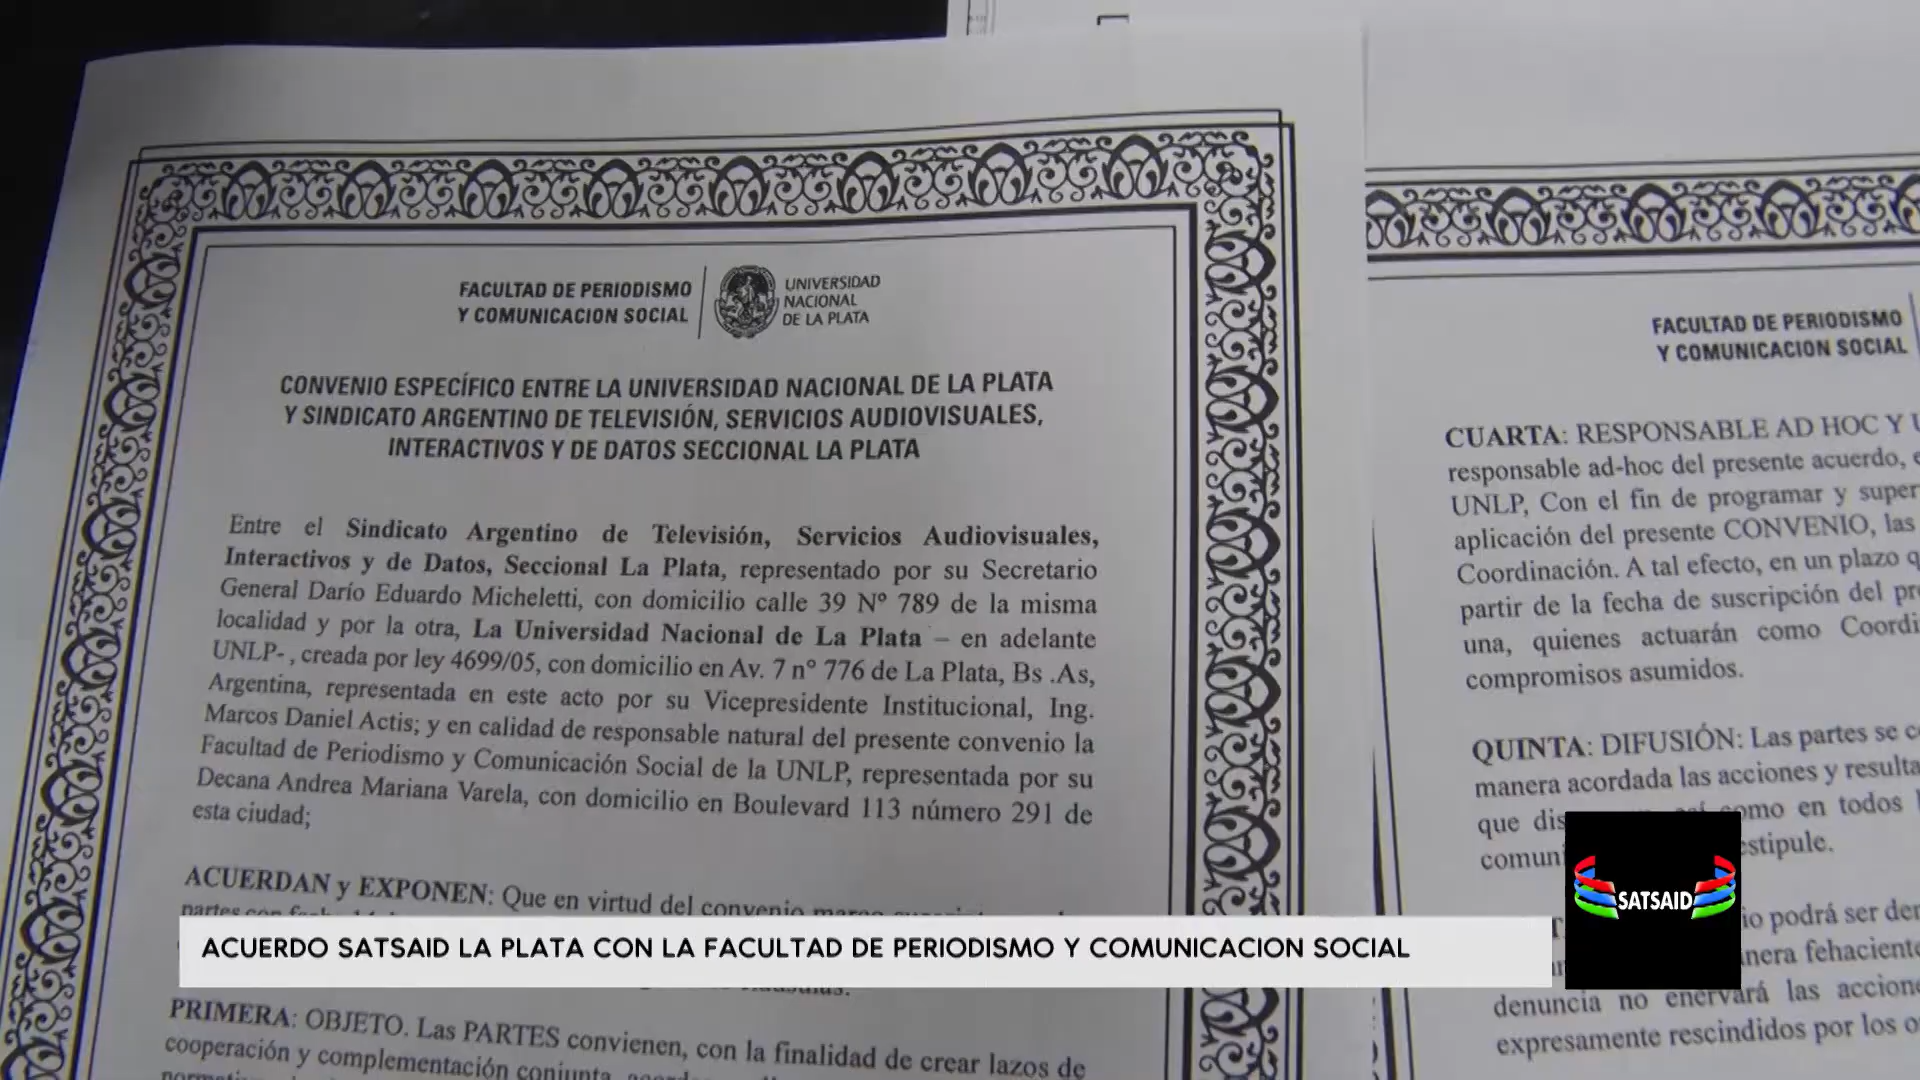 FACULTAD DE PERIODISMO
Y COMUNICACION SOCIAL
UNIVERSIDAD
NACIONAL
DE LA PLATA
CONVENIO ESPECÍFICO ENTRE LA UNIVERSIDAD NACIONAL DE LA PLATA
Y SINDICATO ARGENTINO DE TELEVISIÓN, SERVICIOS AUDIOVISUALES,
INTERACTIVOS Y DE DATOS SECCIONAL LA PLATA
Entre el Sindicato Argentino de Televisión, Servicios Audiovisuales,
Interactivos y de Datos, Seccional La Plata, representado por su Secretario
General Darío Eduardo Micheletti, con domicilio calle 39 Nº 789 de la misma
localidad y por la otra, La Universidad Nacional de La Plata – en adelante
UNLP- , creada por ley 4699/05, con domicilio en Av. 7 nº 776 de La Plata, Bs .As,
Argentina, representada en este acto por su Vicepresidente Institucional, Ing.
Marcos Daniel Actis; y en calidad de responsable natural del presente convenio la
Facultad de Periodismo y Comunicación Social de la UNLP, representada por su
Decana Andrea Mariana Varela, con domicilio en Boulevard 113 número 291 de
esta ciudad;
ACUERDAN y EXPONEN: Que en virtud del convenio marco
partes con
PRIMERA: OBJETO. Las PARTES convienen, con la finalidad de crear lazos de
cooperación y complementación conjunta,
FACULTAD DE PERIODISMO
Y COMUNICACION SOCIAL
CUARTA: RESPONSABLE AD HOC Y U
responsable ad-hoc del presente acuerdo, e
UNLP, Con el fin de programar y super
aplicación del presente CONVENIO, las
Coordinación. A tal efecto, en un plazo q
partir de la fecha de suscripción del pr
una, quienes actuarán como Coordi
compromisos asumidos.
QUINTA: DIFUSIÓN: Las partes se c
manera acordada las acciones y resulta
que dis como en todos l
comuni estipule.
io podrá ser den
nera fehaciente
denuncia no enervará las accione
expresamente rescindidos por los o
SATSAID
ACUERDO SATSAID LA PLATA CON LA FACULTAD DE PERIODISMO Y COMUNICACION SOCIAL